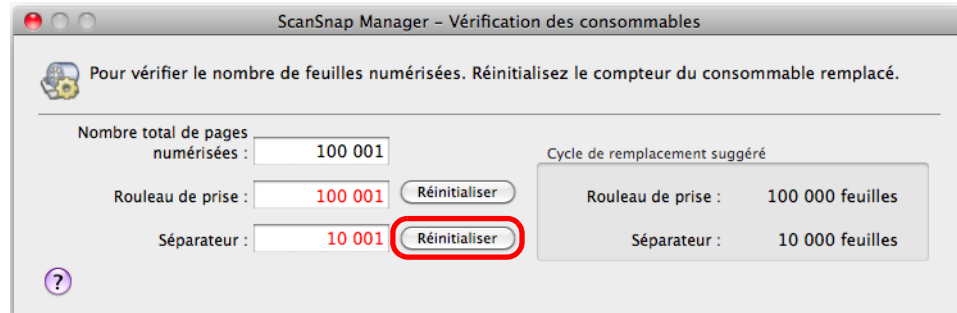 ScanSnap Manager – Vérification des consommables
Pour vérifier le nombre de feuilles numérisées. Réinitialisez le compteur du consommable remplacé.
Nombre total de pages
numérisées : 100 001
Cycle de remplacement suggéré
Rouleau de prise : 100 001 Réinitialiser
Rouleau de prise : 100 000 feuilles
Séparateur : 10 001 Réinitialiser
Séparateur : 10 000 feuilles
?